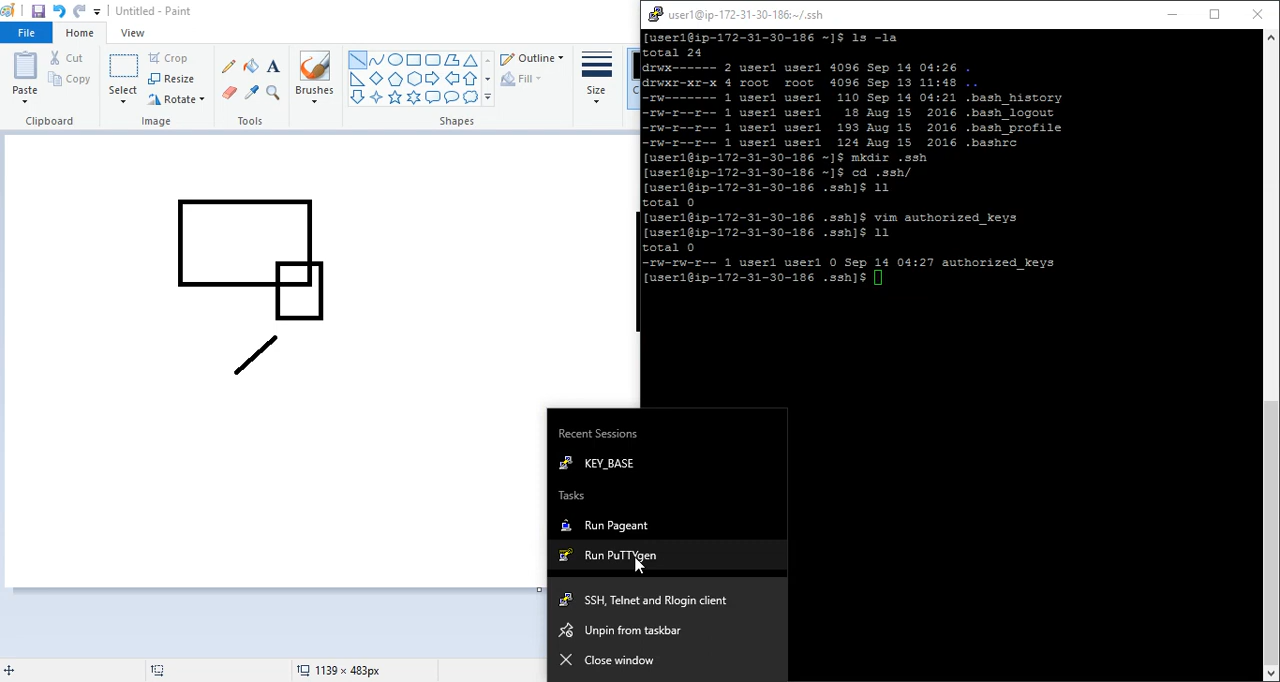 Untitled - Paint
File Home View
Paste
Cut
Copy
Clipboard
Select
Crop
Resize
Rotate
Image
A
Tools
Brushes
Outline
Fill
Shapes
Size
1139 × 483px
user1@ip-172-31-30-186:~/.ssh
[user1@ip-172-31-30-186 ~]$ ls -la
total 24
drwx------ 2 user1 user1 4096 Sep 14 04:26 .
drwxr-xr-x 4 root  root  4096 Sep 13 11:48 ..
-rw------- 1 user1 user1  110 Sep 14 04:21 .bash_history
-rw-r--r-- 1 user1 user1   18 Aug 15  2016 .bash_logout
-rw-r--r-- 1 user1 user1  193 Aug 15  2016 .bash_profile
-rw-r--r-- 1 user1 user1  124 Aug 15  2016 .bashrc
[user1@ip-172-31-30-186 ~]$ mkdir .ssh
[user1@ip-172-31-30-186 ~]$ cd .ssh/
[user1@ip-172-31-30-186 .ssh]$ ll
total 0
[user1@ip-172-31-30-186 .ssh]$ vim authorized_keys
[user1@ip-172-31-30-186 .ssh]$ ll
total 0
-rw-rw-r-- 1 user1 user1 0 Sep 14 04:27 authorized_keys
[user1@ip-172-31-30-186 .ssh]$
Recent Sessions
KEY_BASE
Tasks
Run Pageant
Run PuTTYgen
SSH, Telnet and Rlogin client
Unpin from taskbar
Close window